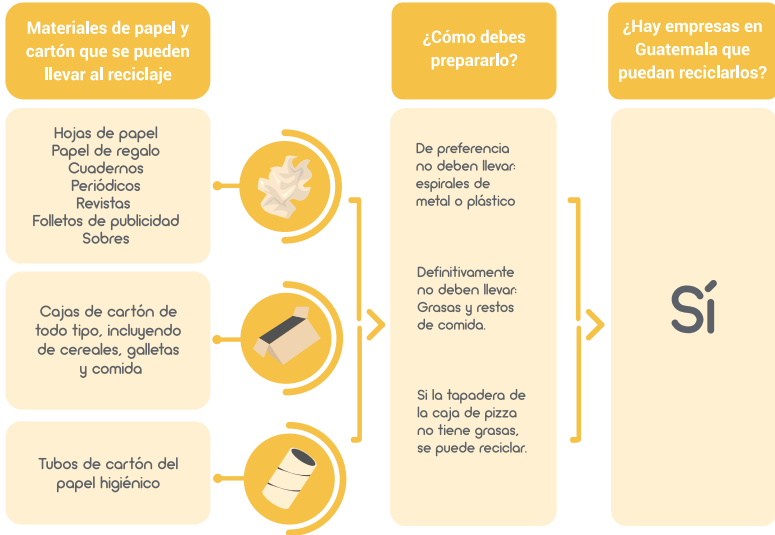 Materiales de papel y
cartón que se pueden
llevar al reciclaje
¿Cómo debes
prepararlo?
¿Hay empresas en
Guatemala que
puedan reciclarlos?
Hojas de papel
Papel de regalo
Cuadernos
Periódicos
Revistas
Folletos de publicidad
Sobres
Cajas de cartón de
todo tipo, incluyendo
de cereales, galletas
y comida
Tubos de cartón del
papel higiénico
De preferencia
no deben llevar:
espirales de
metal o plástico
Definitivamente
no deben llevar:
Grasas y restos
de comida.
Si la tapadera de
la caja de pizza
no tiene grasas,
se puede reciclar.
Sí